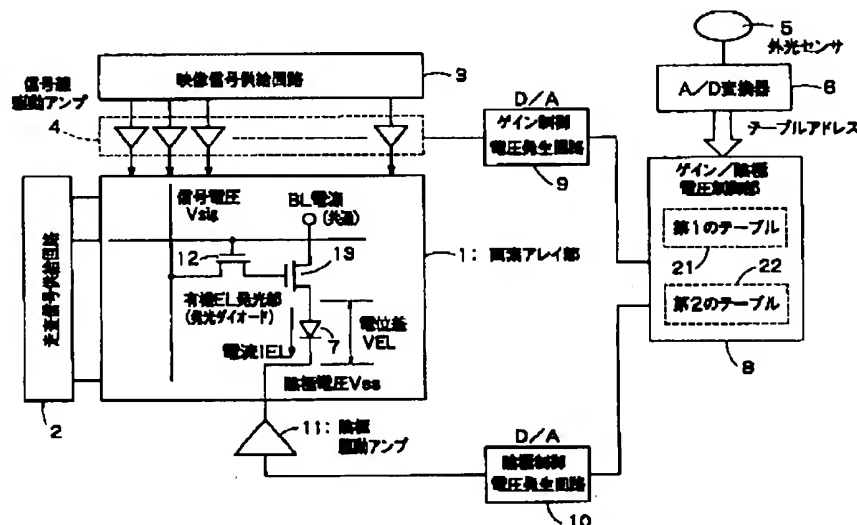 5
外光センサ
映像信号供給回路
3
A/D変換器
6
信号線
駆動アンプ
4
D/A
ゲイン制御
電圧発生回路
9
テーブルアドレス
ゲイン/陰極
電圧制御部
第1のテーブル
21
22
第2のテーブル
8
走査信号供給回路
2
信号電圧
Vsig
EL電源
(共通)
12
13
1: 画素アレイ部
有機EL発光部
(発光ダイオード)
電流IEL
7
電位差
VEL
陰極電圧Vss
11: 陰極
駆動アンプ
D/A
陰極制御
電圧発生回路
10